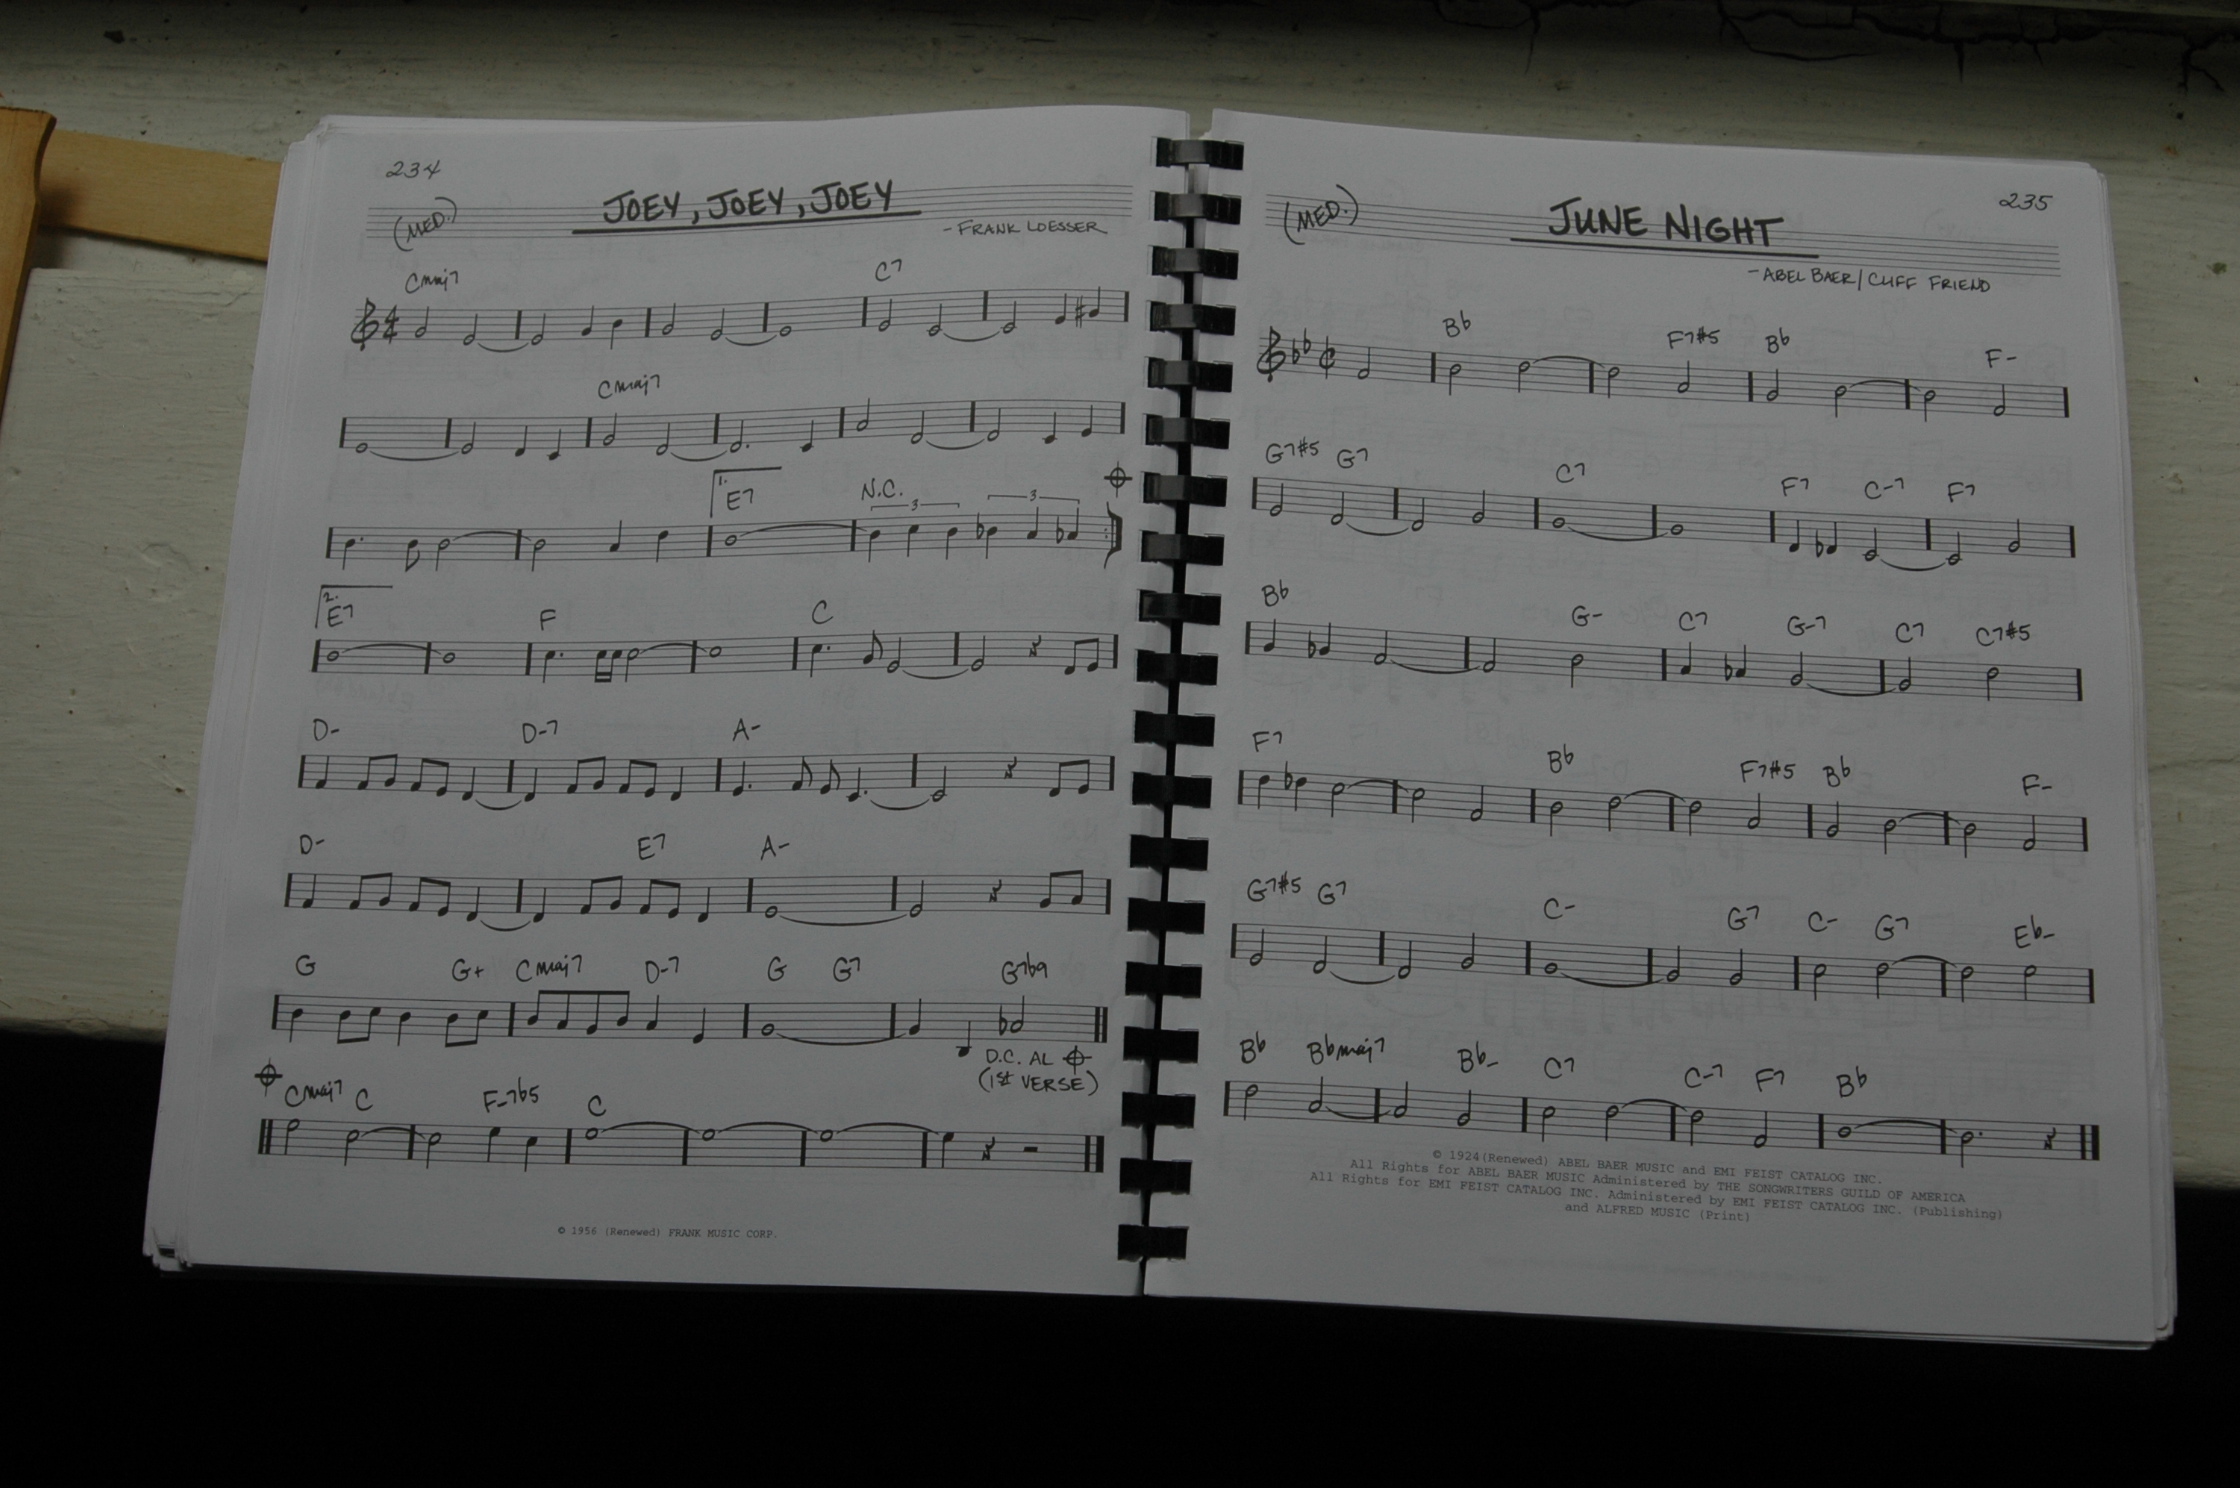 234
JOEY, JOEY, JOEY
(MED.)
- FRANK LOESSER
Cmaj7 C7
Cmaj7
1. E7 N.C. 3 3
2. E7 F C
D- D-7 A-
D- E7 A-
G G+ Cmaj7 D-7 G G7 G7b9
D.C. AL
(1ST VERSE)
Cmaj7 C F-7b5 C
© 1956 (Renewed) FRANK MUSIC CORP.
235
JUNE NIGHT
(MED.)
- ABEL BAER/CLIFF FRIEND
Bb F7#5 Bb F-
G7#5 G7 C7 F7 C-7 F7
Bb G- C7 G-7 C7 C7#5
F7 Bb F7#5 Bb F-
G7#5 G7 C- G7 C- G7 Eb-
Bb Bbmaj7 Bb- C7 C-7 F7 Bb
© 1924 (Renewed) ABEL BAER MUSIC and EMI FEIST CATALOG INC.
All Rights for ABEL BAER MUSIC Administered by THE SONGWRITERS GUILD OF AMERICA
All Rights for EMI FEIST CATALOG INC. Administered by EMI FEIST CATALOG INC. (Publishing)
and ALFRED MUSIC (Print)